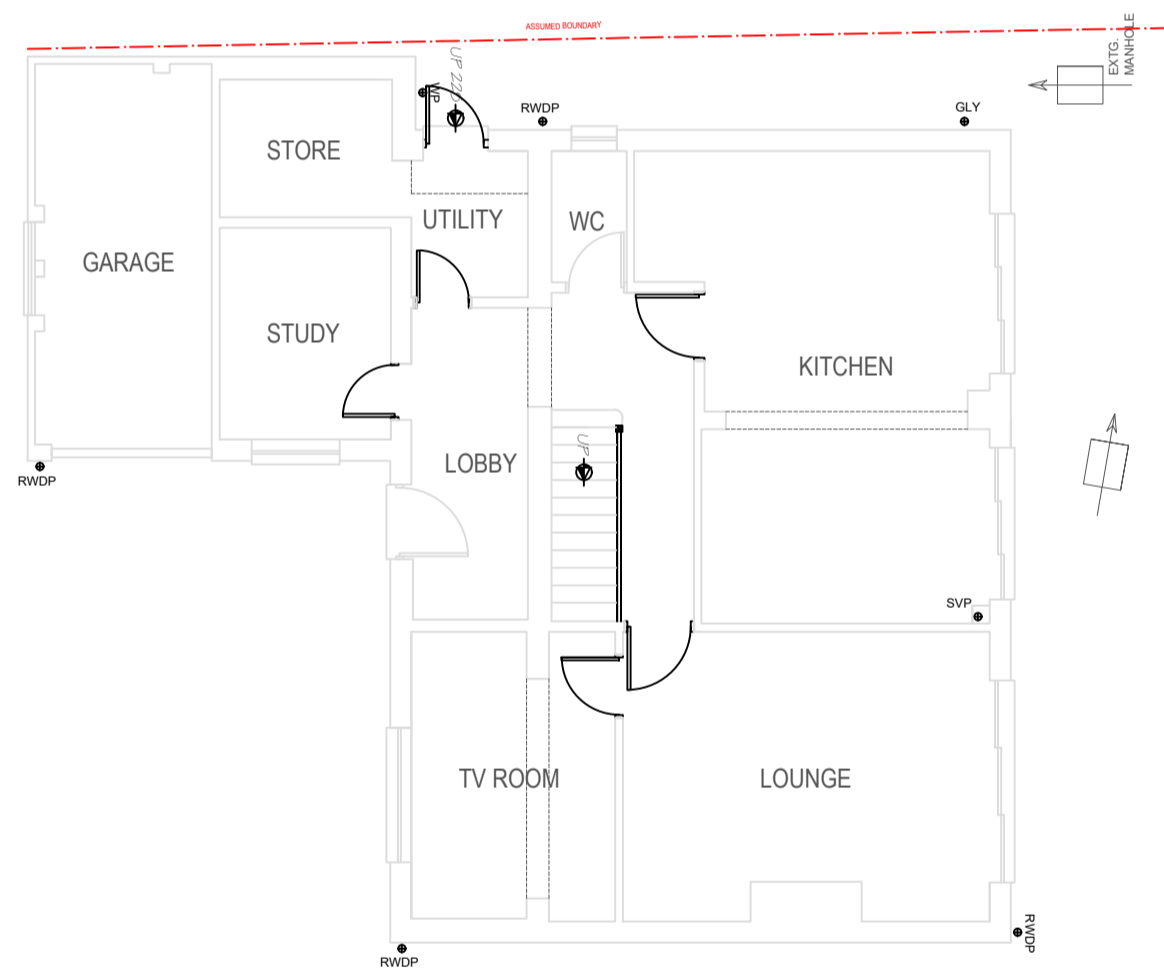 ASSUMED BOUNDARY
EXTG.
MANHOLE
UP 220
WP
RWDP
GLY
STORE
UTILITY
WC
GARAGE
STUDY
KITCHEN
UP
LOBBY
RWDP
SVP
TV ROOM
LOUNGE
RWDP
RWDP